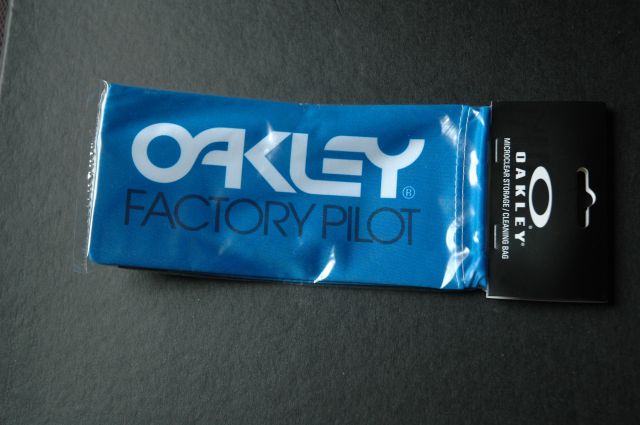 OAKLEY®
FACTORY PILOT
OAKLEY®
MICROCLEAR STORAGE / CLEANING BAG